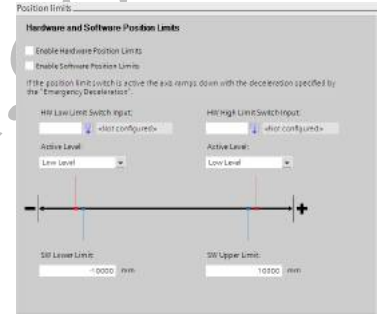 Position limits
Hardware and Software Position Limits
Enable Hardware Position Limits
Enable Software Position Limits
If the position limit switch is active the axis ramps down with the deceleration specified by
the "Emergency Deceleration".
HW Low Limit Switch Input: HW High Limit Switch Input:
<Not configured> <Not configured>
Active Level: Active Level:
Low Level Low Level
- +
SW Lower Limit: SW Upper Limit:
-10000 mm 10000 mm